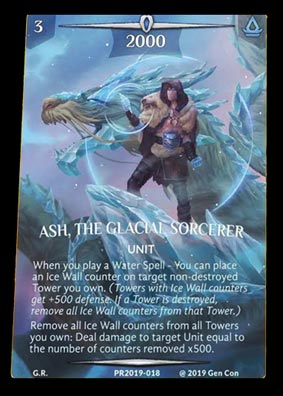 3
2000
ASH, THE GLACIAL SORCERER
UNIT
When you play a Water Spell - You can
place an Ice Wall counter on target non-destroyed
Tower you own. (Towers with Ice Wall counters
get +500 defense. If a Tower is destroyed,
remove all Ice Wall Counters from that Tower.)
Remove all Ice Wall counters from all Towers
you own: Deal damage to target Unit equal to
the number of counters removed x500.
G.R. PR2019-018 @ 2019 Gen Con